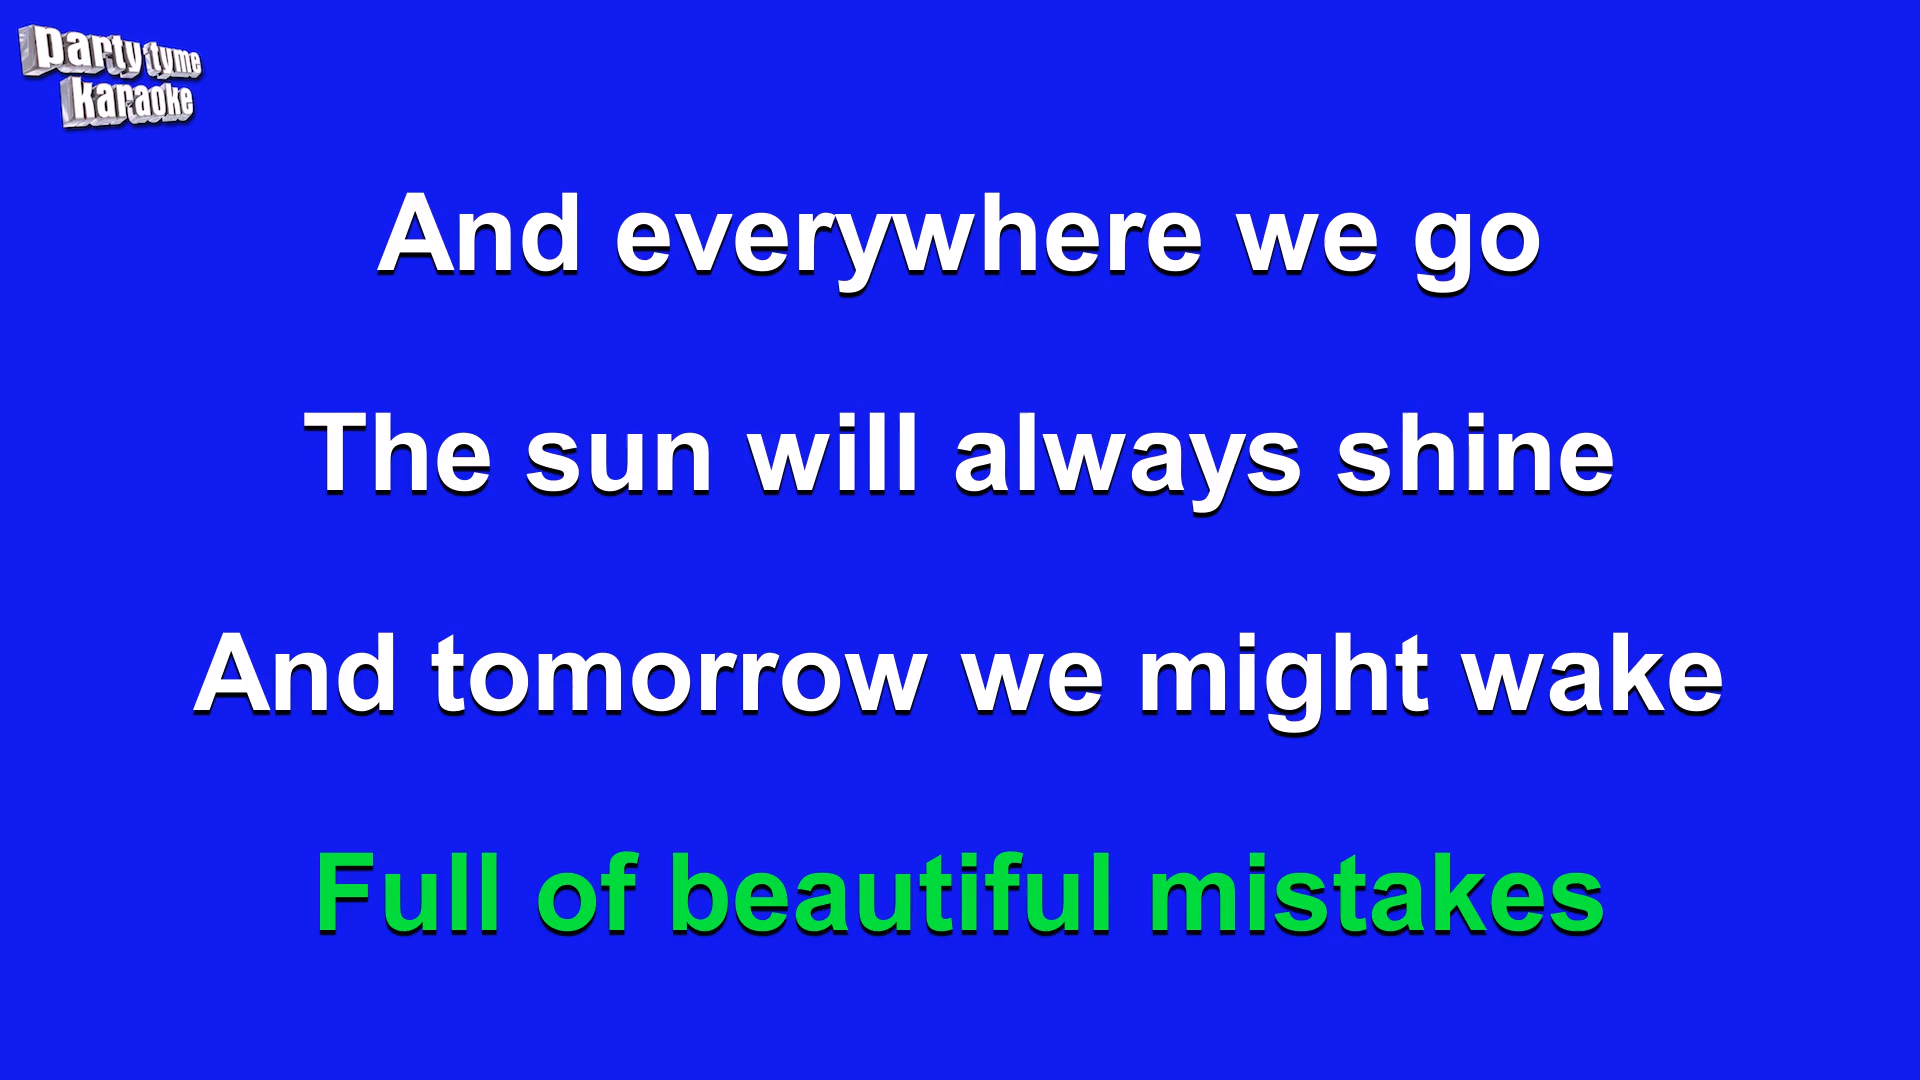 party tyme
karaoke
And everywhere we go
The sun will always shine
And tomorrow we might wake
Full of beautiful mistakes